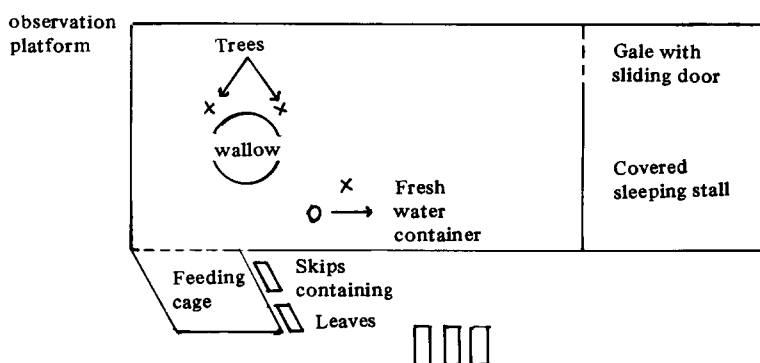 observation
platform
Trees
Gale with
sliding door
wallow
Covered
sleeping stall
Fresh
water
container
Feeding
cage
Skips
containing
Leaves